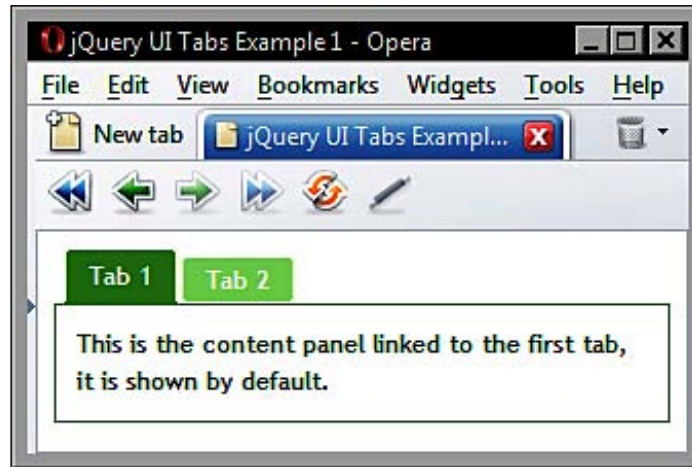 jQuery UI Tabs Example 1 - Opera
File Edit View Bookmarks Widgets Tools Help
New tab jQuery UI Tabs Exampl...
Tab 1 Tab 2
This is the content panel linked to the first tab,
it is shown by default.